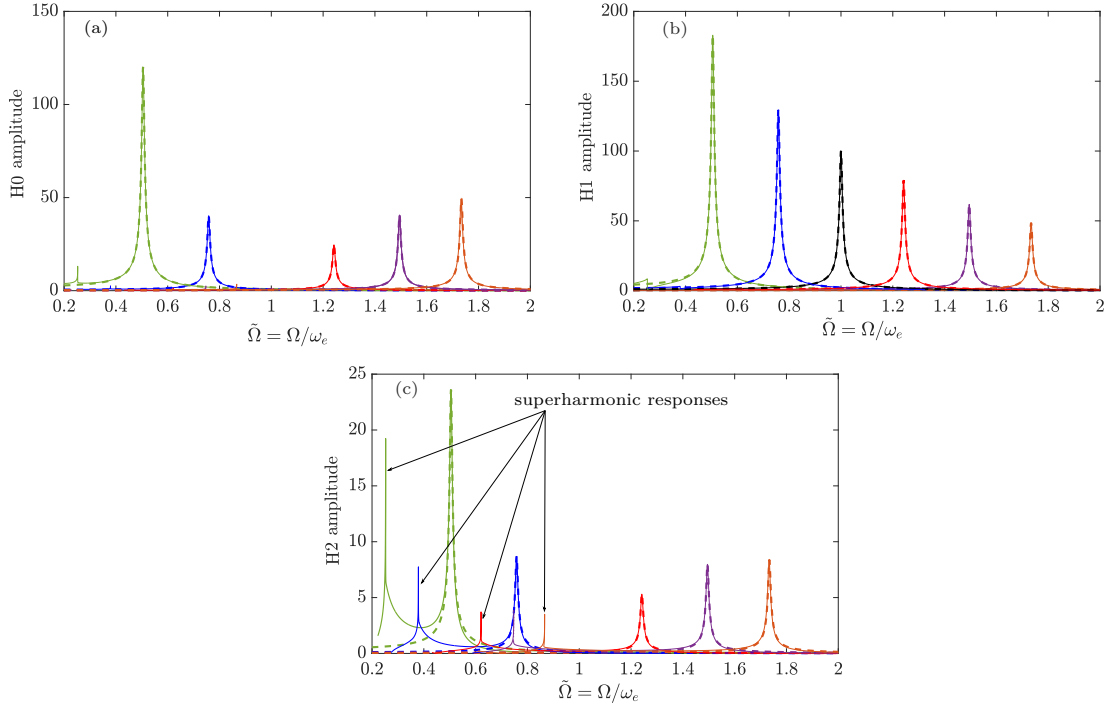 (a)
150
100
50
0
H0 amplitude
0.2 0.4 0.6 0.8 1 1.2 1.4 1.6 1.8 2
Ω̃ = Ω/ωₑ
(b)
200
150
100
50
0
H1 amplitude
0.2 0.4 0.6 0.8 1 1.2 1.4 1.6 1.8 2
Ω̃ = Ω/ωₑ
(c)
superharmonic responses
25
20
15
10
5
0
H2 amplitude
0.2 0.4 0.6 0.8 1 1.2 1.4 1.6 1.8 2
Ω̃ = Ω/ωₑ